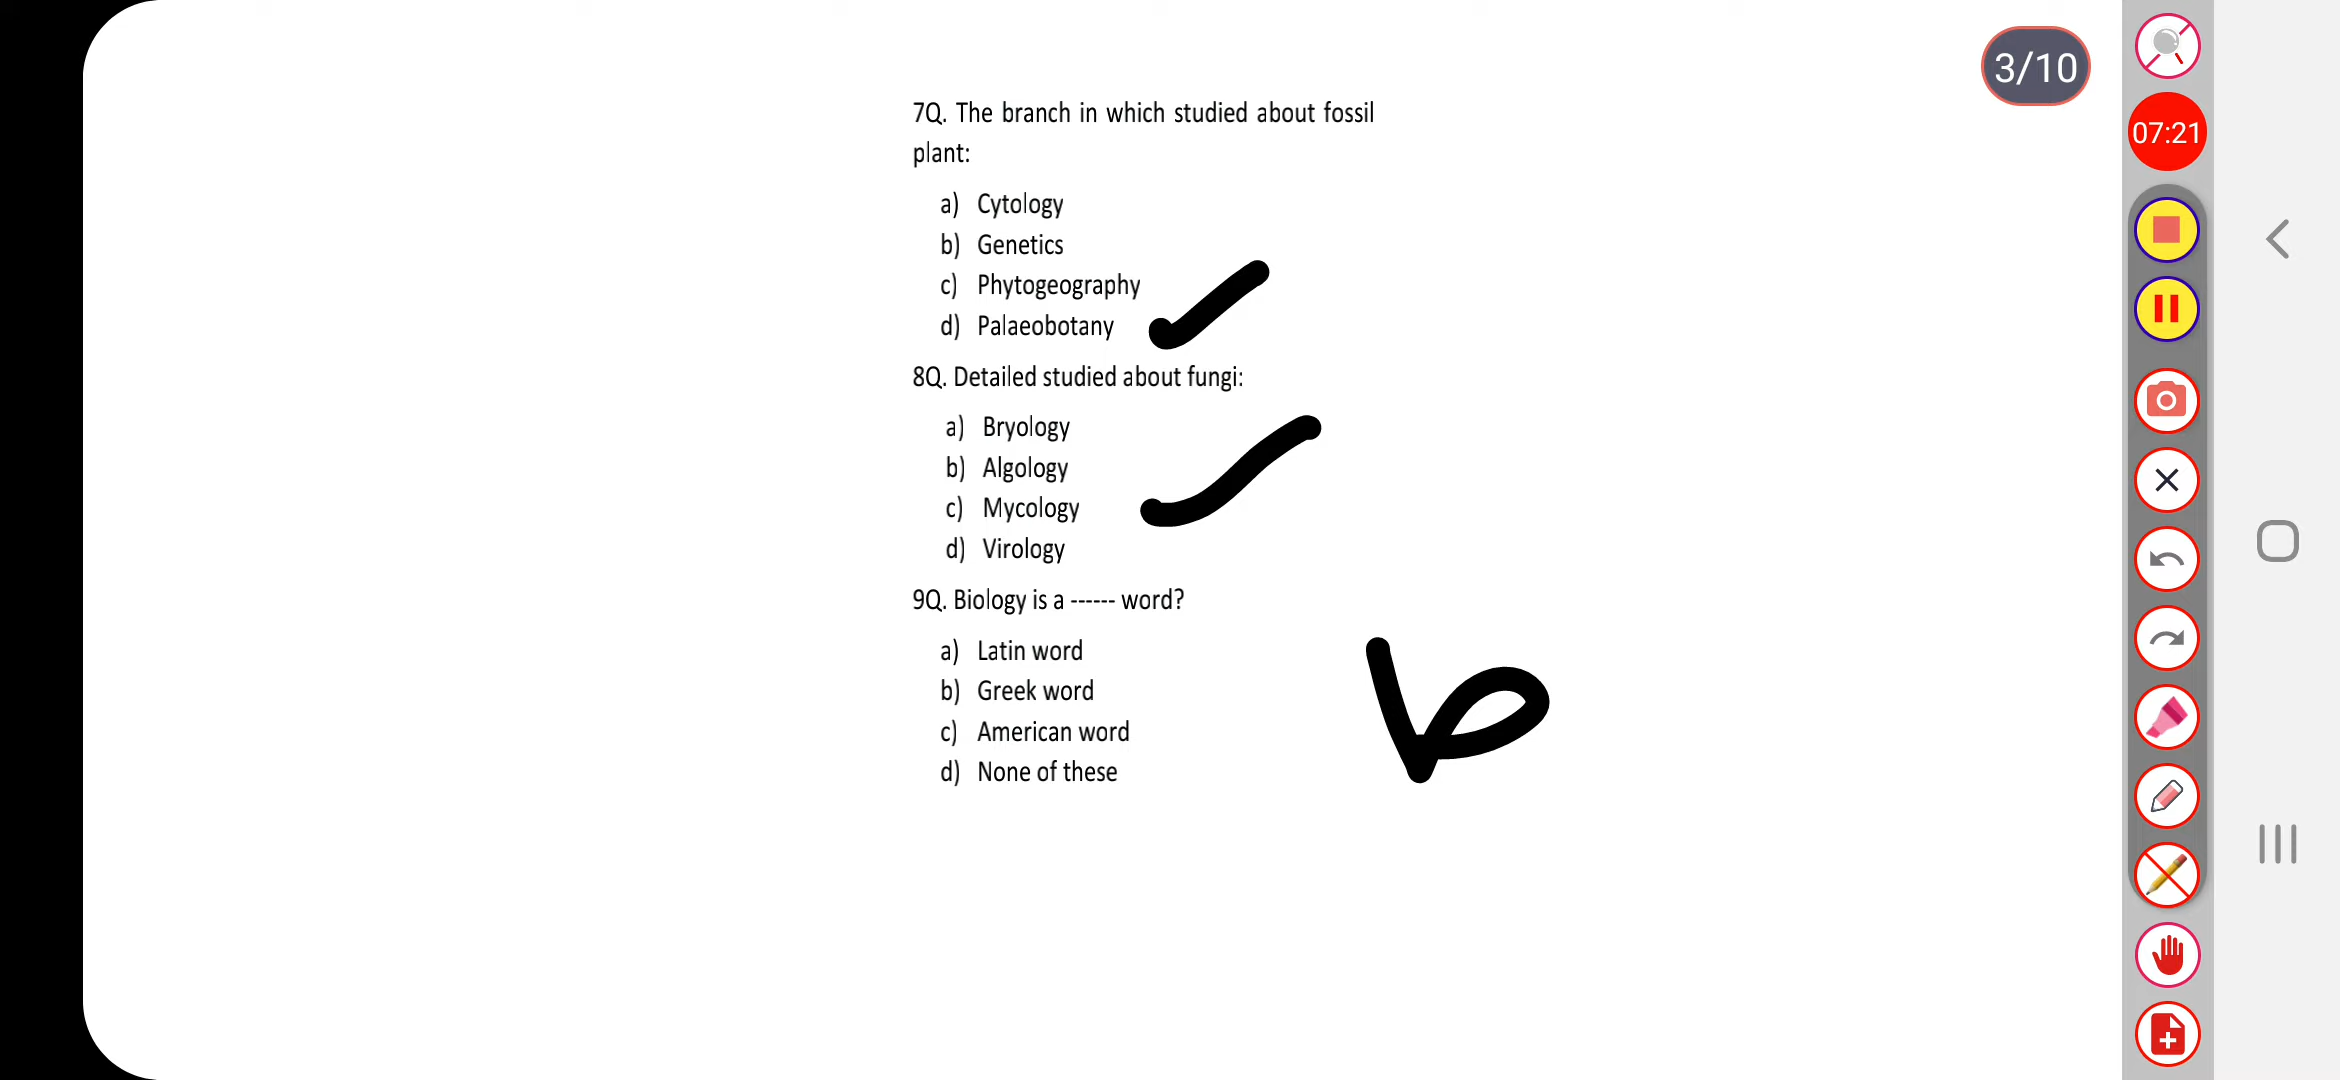 3/10
07:21
7Q. The branch in which studied about fossil
plant:
a) Cytology
b) Genetics
c) Phytogeography
d) Palaeobotany
8Q. Detailed studied about fungi:
a) Bryology
b) Algology
c) Mycology
d) Virology
9Q. Biology is a ------ word?
a) Latin word
b) Greek word
c) American word
d) None of these